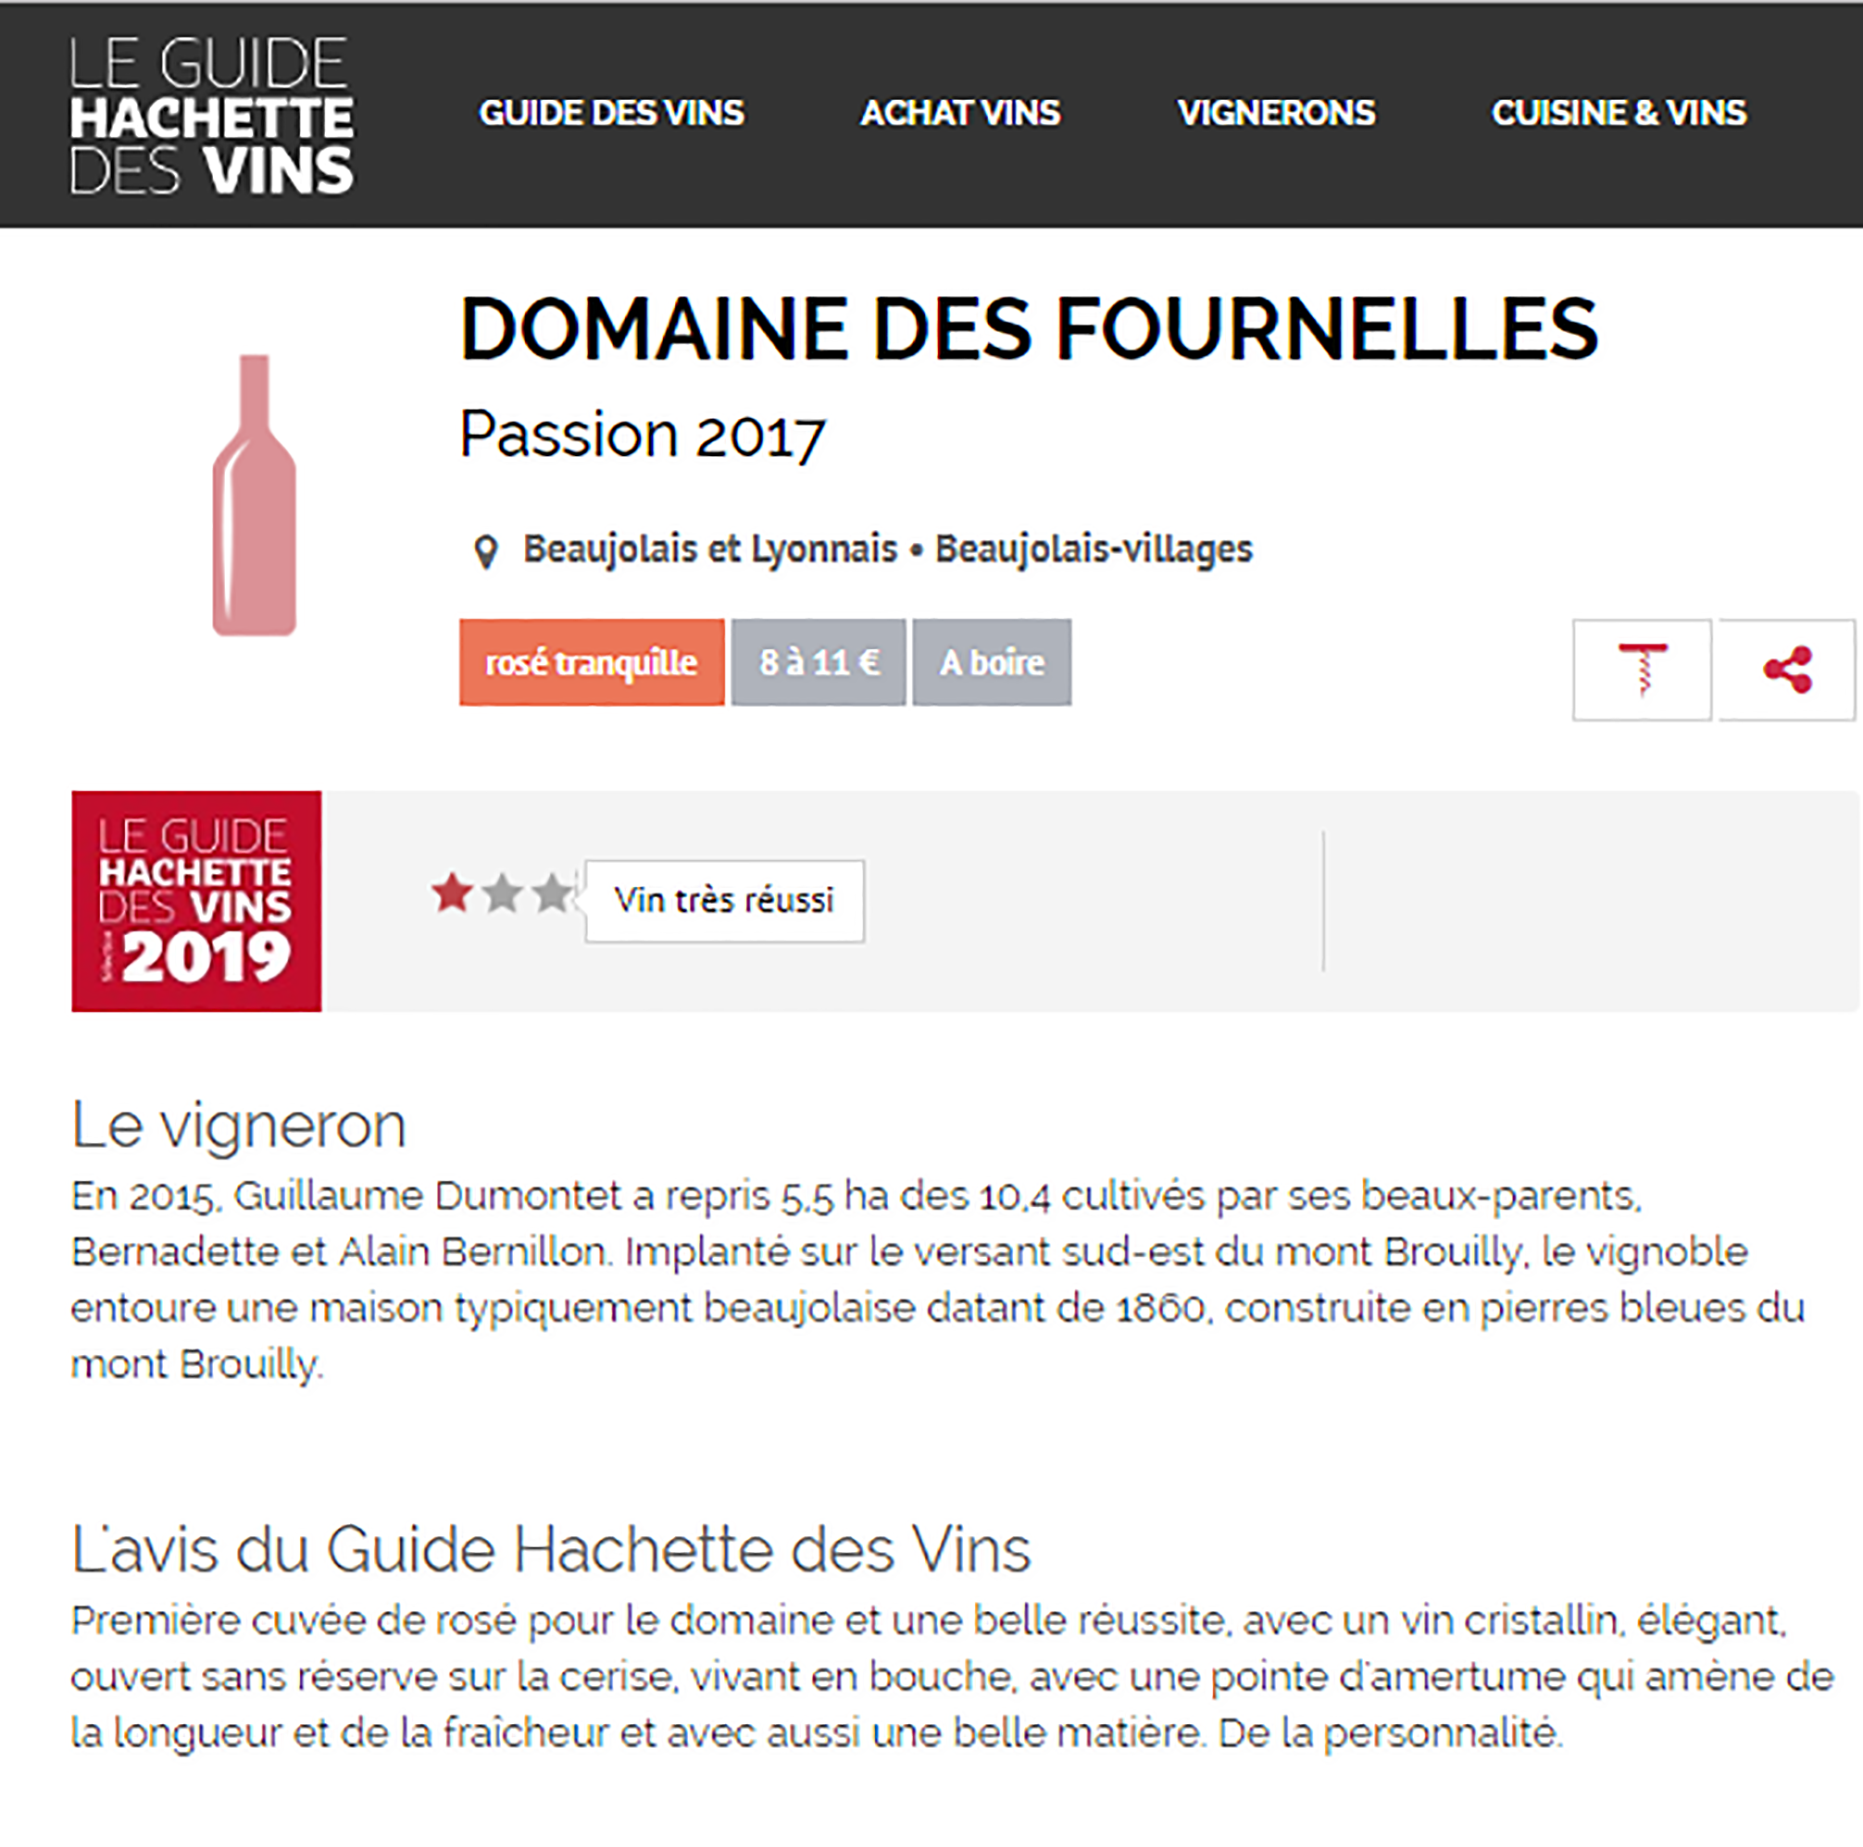 LE GUIDE
HACHETTE
DES VINS
GUIDE DES VINS ACHAT VINS VIGNERONS CUISINE & VINS
DOMAINE DES FOURNELLES
Passion 2017
Beaujolais et Lyonnais • Beaujolais-villages
rosé tranquille 8 à 11 € A boire
LE GUIDE
HACHETTE
DES VINS
2019
Vin très réussi
Le vigneron
En 2015, Guillaume Dumontet a repris 5,5 ha des 10,4 cultivés par ses beaux-parents,
Bernadette et Alain Bernillon. Implanté sur le versant sud-est du mont Brouilly, le vignoble
entoure une maison typiquement beaujolaise datant de 1860, construite en pierres bleues du
mont Brouilly.
L'avis du Guide Hachette des Vins
Première cuvée de rosé pour le domaine et une belle réussite, avec un vin cristallin, élégant,
ouvert sans réserve sur la cerise, vivant en bouche, avec une pointe d'amertume qui amène de
la longueur et de la fraîcheur et avec aussi une belle matière. De la personnalité.